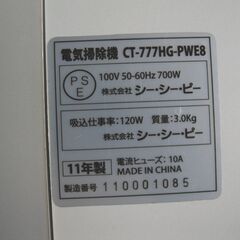 電気掃除機 CT-777HG-PWE8
PS
E
100V 50-60Hz 700W
株式会社 シー・シー・ピー
吸込仕事率:120W 質量:3.0Kg
株式会社 シー・シー・ピー
11年製
電流ヒューズ:10A
MADE IN CHINA
製造番号 110001085